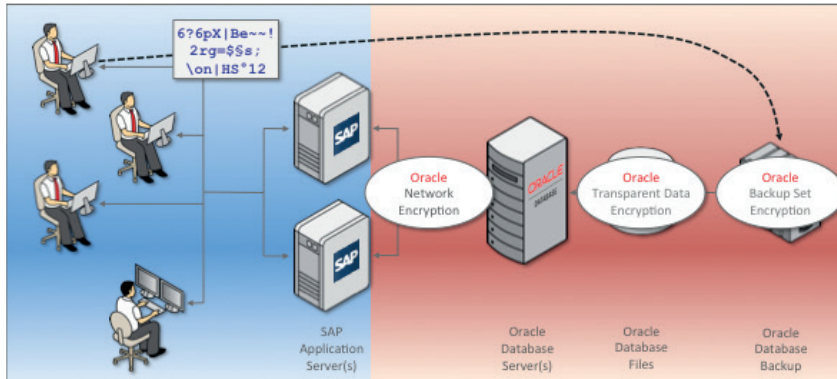 6?6pX|Be~~!
2rg=$§s;
\on|HS°12
SAP
SAP
Oracle
Network
Encryption
ORACLE
DATABASE
Oracle
Transparent Data
Encryption
Oracle
Backup Set
Encryption
SAP
Application
Server(s)
Oracle
Database
Server(s)
Oracle
Database
Files
Oracle
Database
Backup